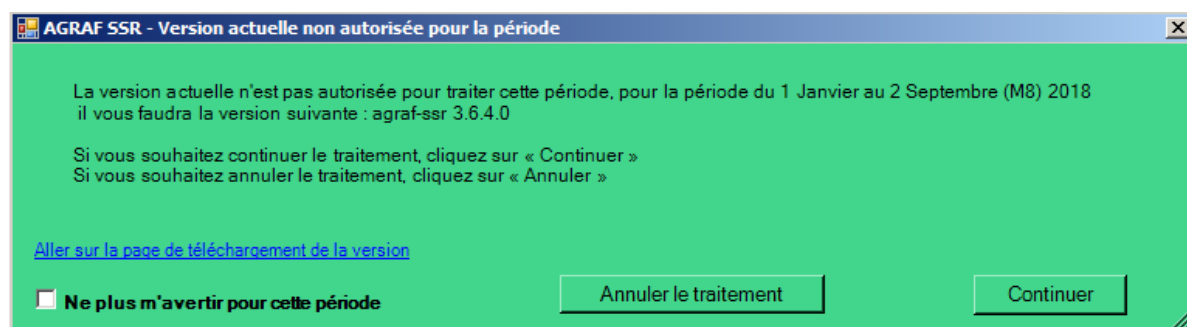 AGRAF SSR - Version actuelle non autorisée pour la période
La version actuelle n'est pas autorisée pour traiter cette période, pour la période du 1 Janvier au 2 Septembre (M8) 2018
il vous faudra la version suivante : agraf-ssr 3.6.4.0
Si vous souhaitez continuer le traitement, cliquez sur « Continuer »
Si vous souhaitez annuler le traitement, cliquez sur « Annuler »
Aller sur la page de téléchargement de la version
Ne plus m'avertir pour cette période
Annuler le traitement
Continuer